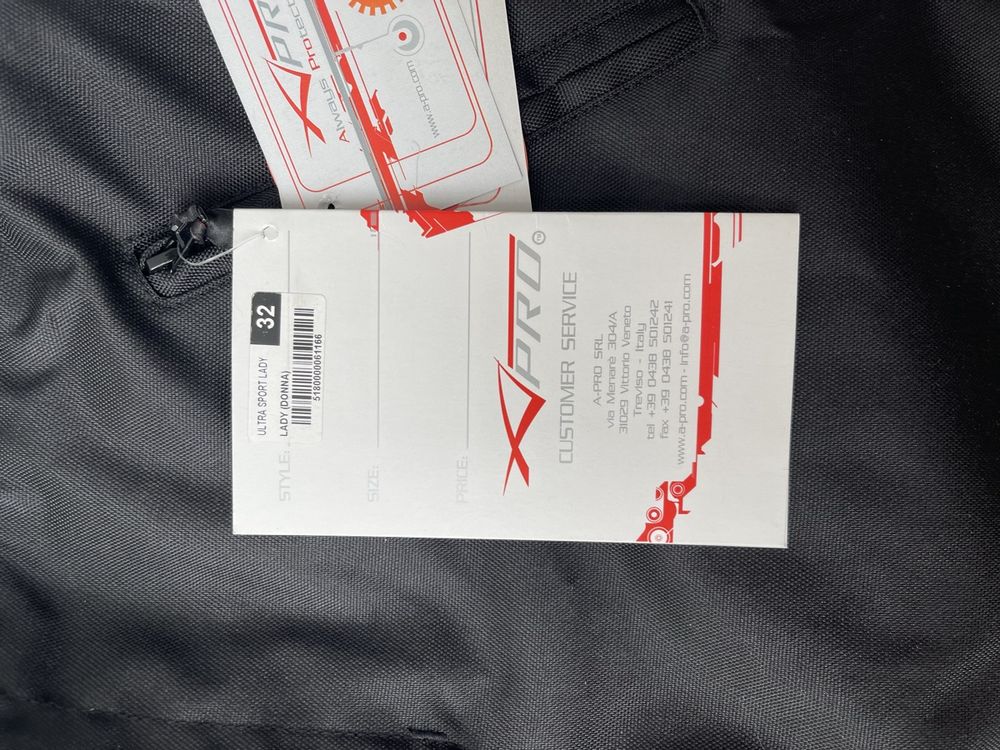 APRO
Always Protect
www.a-pro.com
ULTRA SPORT LADY
32
LADY (DONNA)
5180000061166
STYLE:
SIZE:
PRICE:
APRO
CUSTOMER SERVICE
A-PRO SRL
via Menarè 304/A
31029 Vittorio Veneto
Treviso - Italy
tel +39 0438 501242
fax +39 0438 501241
www.a-pro.com - info@a-pro.com